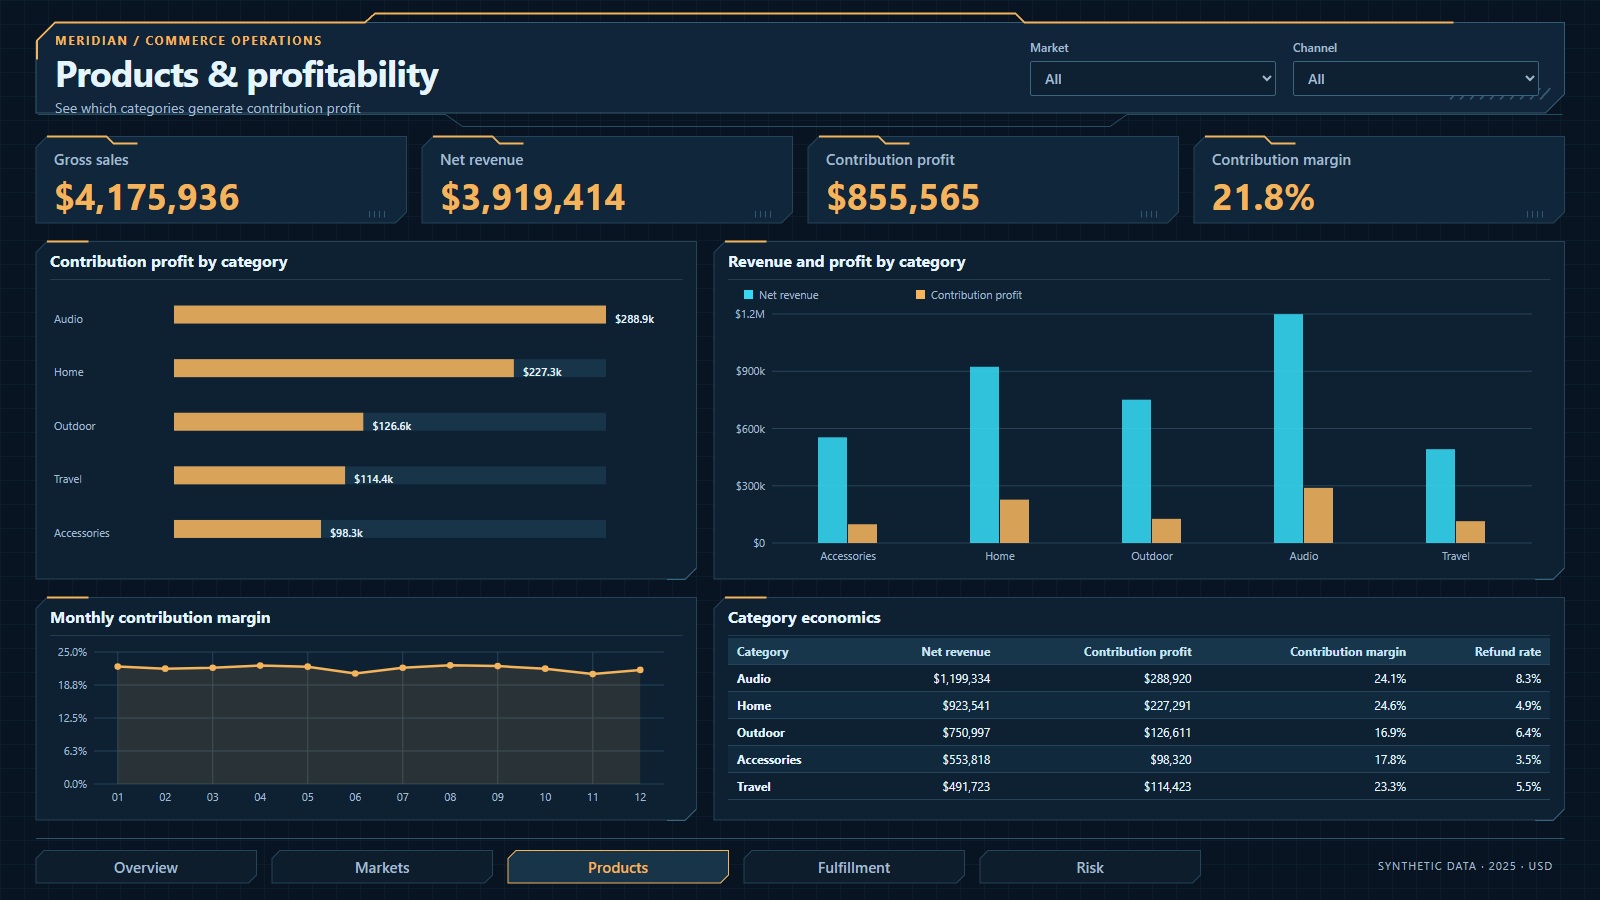 MERIDIAN / COMMERCE OPERATIONS
Products & profitability
See which categories generate contribution profit
Market
All
Channel
All
Gross sales
$4,175,936
Net revenue
$3,919,414
Contribution profit
$855,565
Contribution margin
21.8%
Contribution profit by category
Audio $288.9k
Home $227.3k
Outdoor $126.6k
Travel $114.4k
Accessories $98.3k
Revenue and profit by category
Net revenue Contribution profit
$1.2M
$900k
$600k
$300k
$0
Accessories Home Outdoor Audio Travel
Monthly contribution margin
25.0%
18.8%
12.5%
6.3%
0.0%
01 02 03 04 05 06 07 08 09 10 11 12
Category economics
Category Net revenue Contribution profit Contribution margin Refund rate
Audio $1,199,334 $288,920 24.1% 8.3%
Home $923,541 $227,291 24.6% 4.9%
Outdoor $750,997 $126,611 16.9% 6.4%
Accessories $553,818 $98,320 17.8% 3.5%
Travel $491,723 $114,423 23.3% 5.5%
Overview Markets Products Fulfillment Risk
SYNTHETIC DATA · 2025 · USD